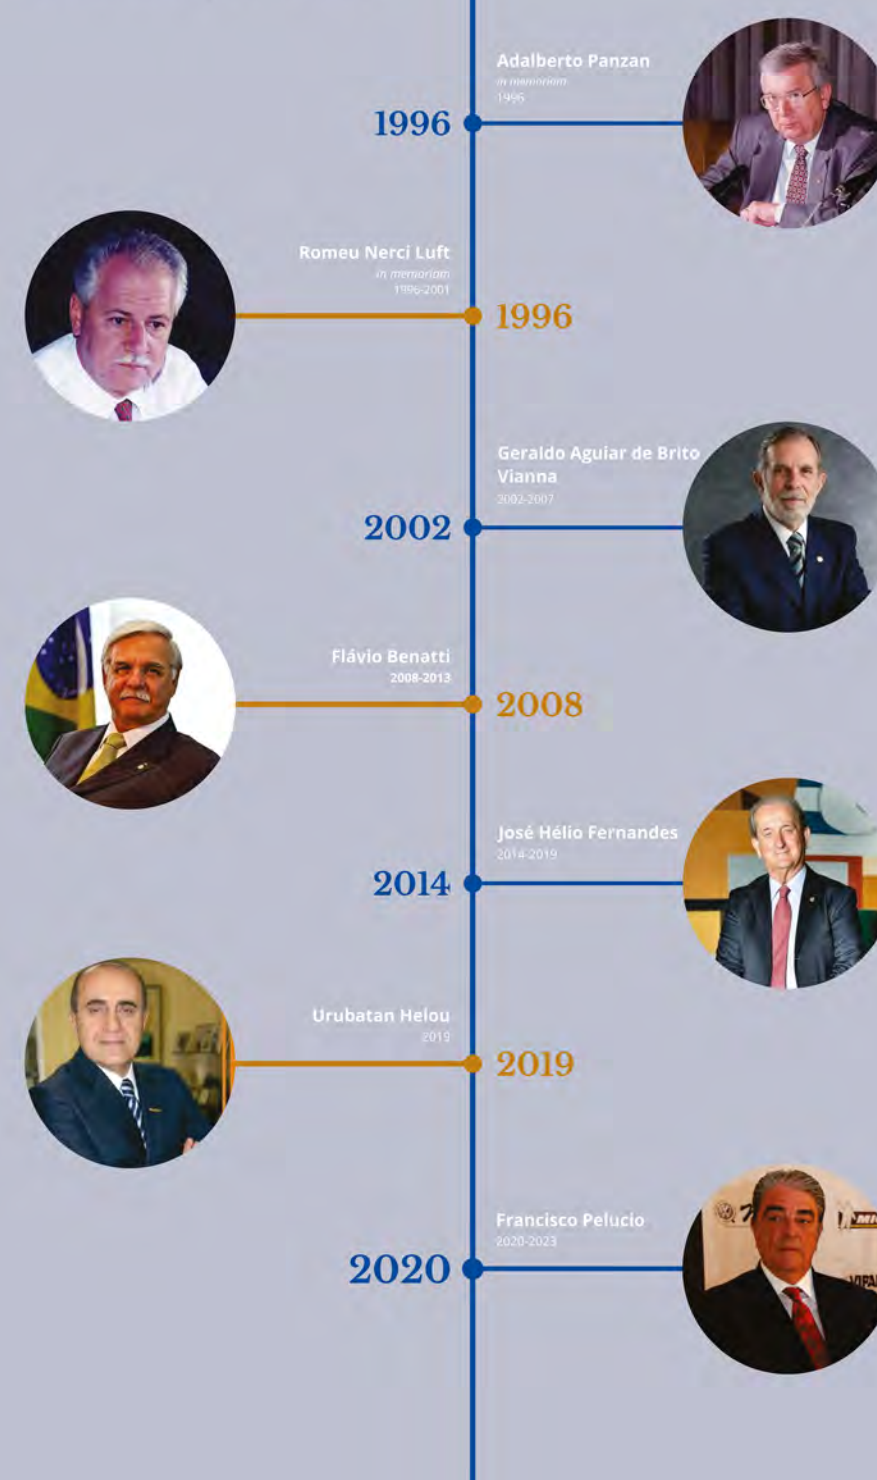 Adalberto Panzan
in memoriam
1996
1996
Romeu Nerci Luft
in memoriam
1996-2001
1996
Geraldo Aguiar de Brito
Vianna
2002-2007
2002
Flávio Benatti
2008-2013
2008
José Hélio Fernandes
2014-2019
2014
Urubatan Helou
2019
2019
Francisco Pelucio
2020-2023
2020